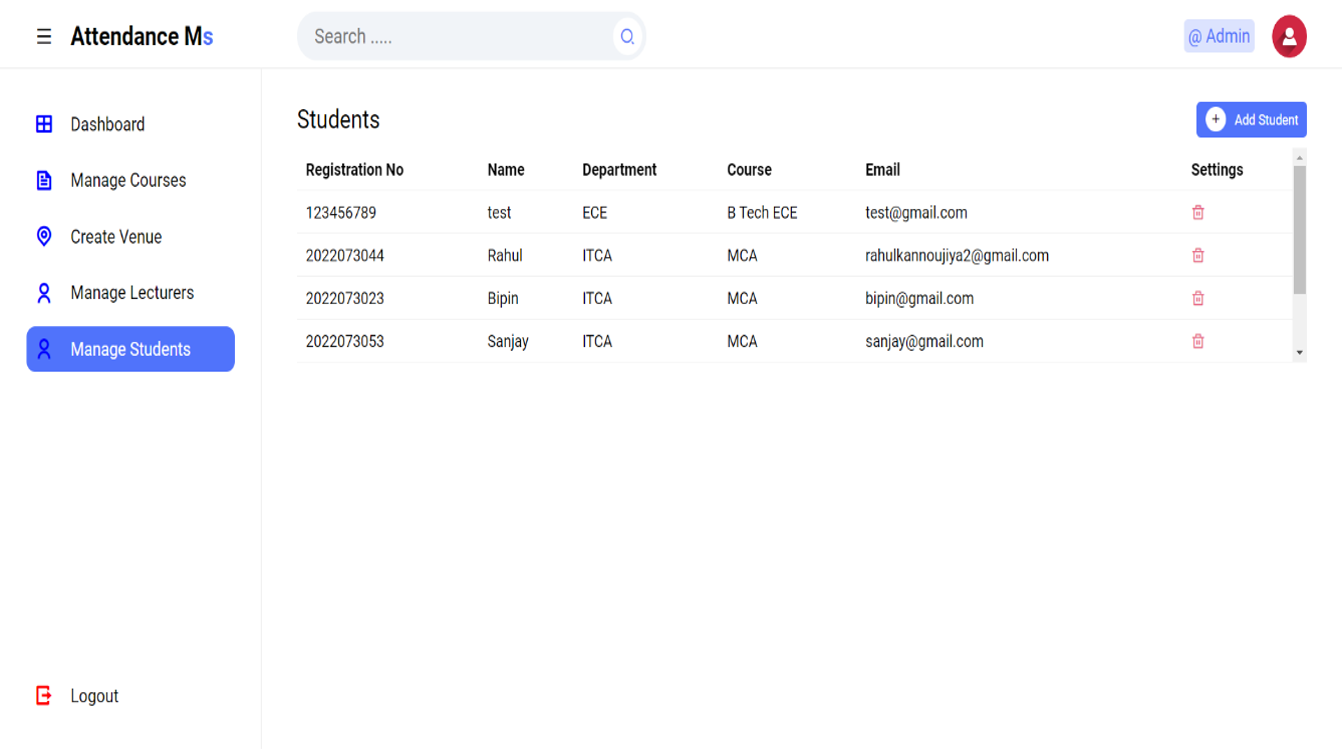 Attendance Ms
Search .....
@ Admin
Dashboard
Manage Courses
Create Venue
Manage Lecturers
Manage Students
Logout
Students
+ Add Student
Registration No Name Department Course Email Settings
123456789 test ECE B Tech ECE test@gmail.com
2022073044 Rahul ITCA MCA rahulkannoujiya2@gmail.com
2022073023 Bipin ITCA MCA bipin@gmail.com
2022073053 Sanjay ITCA MCA sanjay@gmail.com